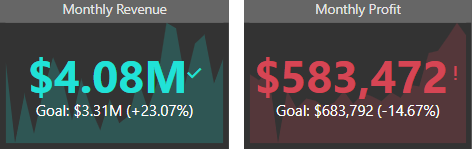 Monthly Revenue
$4.08M✓
Goal: $3.31M (+23.07%)
Monthly Profit
$583,472!
Goal: $683,792 (-14.67%)